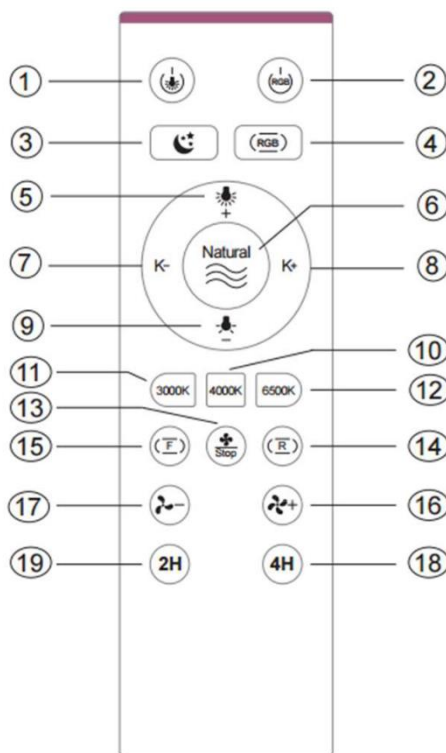 ① ②
RGB
③ RGB ④
⑤ + ⑥
Natural
⑦ K- K+ ⑧
⑨ −
⑩
⑪ 3000K 4000K 6500K ⑫
⑬
⑮ F Stop R ⑭
⑰ − + ⑯
⑲ 2H 4H ⑱